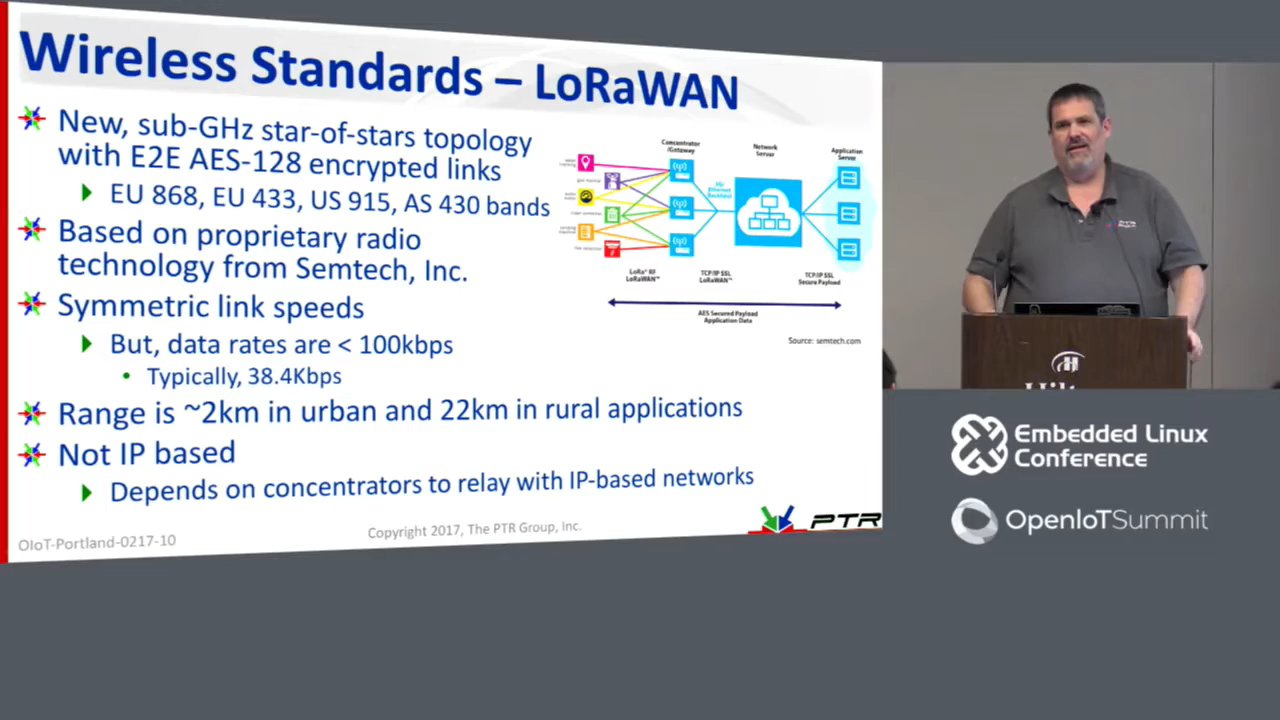 Wireless Standards – LoRaWAN
New, sub-GHz star-of-stars topology
with E2E AES-128 encrypted links
EU 868, EU 433, US 915, AS 430 bands
Based on proprietary radio
technology from Semtech, Inc.
Symmetric link speeds
But, data rates are < 100kbps
Typically, 38.4Kbps
Range is ~2km in urban and 22km in rural applications
Not IP based
Depends on concentrators to relay with IP-based networks
Concentrator
/Gateway
Network
Server
Application
Server
3G/
Ethernet
Backhaul
LoRa® RF
LoRaWAN™
TCP/IP SSL
LoRaWAN™
TCP/IP SSL
Secure Payload
AES Secured Payload
Application Data
Source: semtech.com
OIoT-Portland-0217-10
Copyright 2017, The PTR Group, Inc.
PTR
Embedded Linux
Conference
OpenIoTSummit